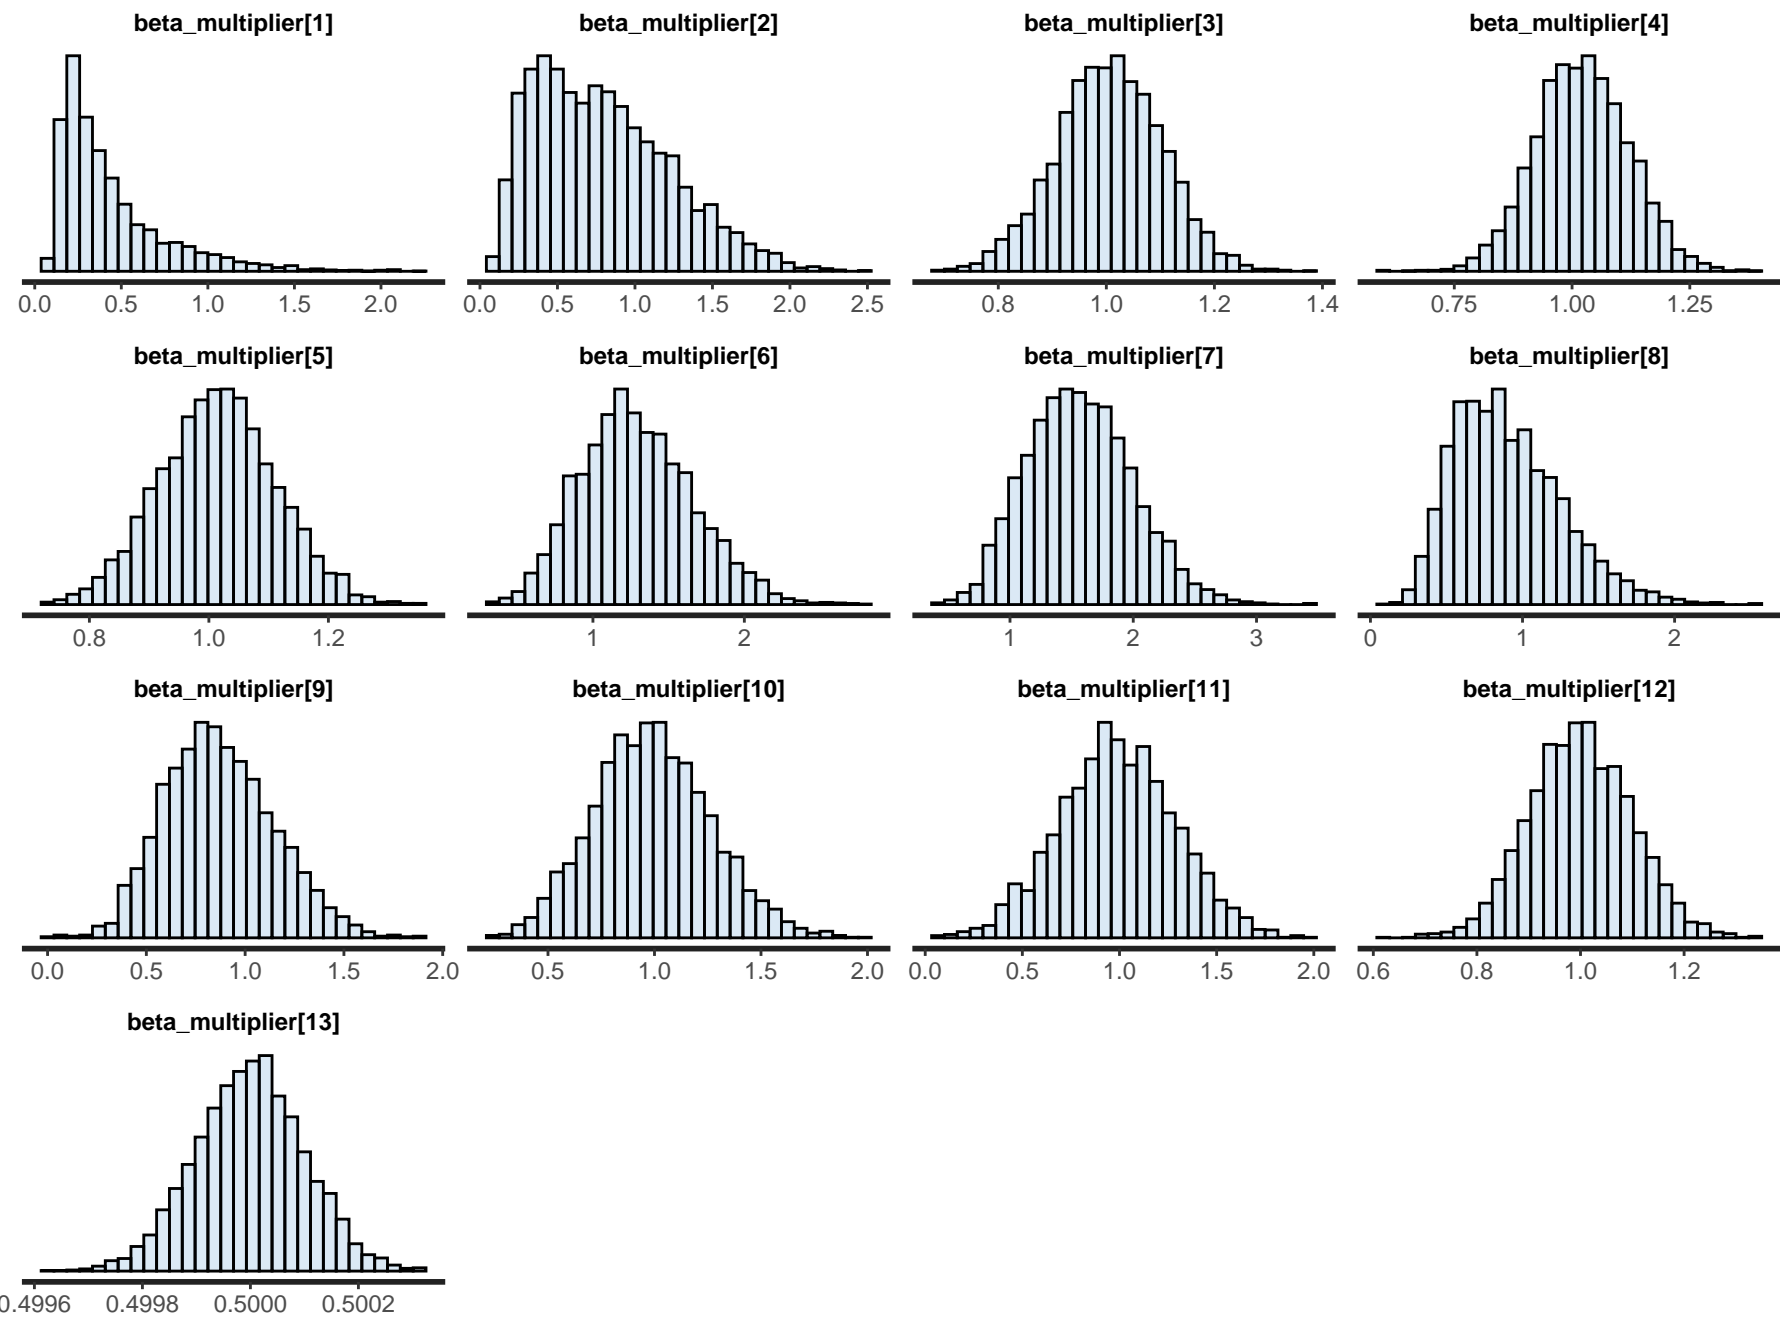 beta_multiplier[1] beta_multiplier[2] beta_multiplier[3] beta_multiplier[4]
0.0 0.5 1.0 1.5 2.0 0.0 0.5 1.0 1.5 2.0 2.5 0.8 1.0 1.2 1.4 0.75 1.00 1.25
beta_multiplier[5] beta_multiplier[6] beta_multiplier[7] beta_multiplier[8]
0.8 1.0 1.2 1 2 1 2 3 0 1 2
beta_multiplier[9] beta_multiplier[10] beta_multiplier[11] beta_multiplier[12]
0.0 0.5 1.0 1.5 2.0 0.5 1.0 1.5 2.0 0.0 0.5 1.0 1.5 2.0 0.6 0.8 1.0 1.2
beta_multiplier[13]
0.4996 0.4998 0.5000 0.5002